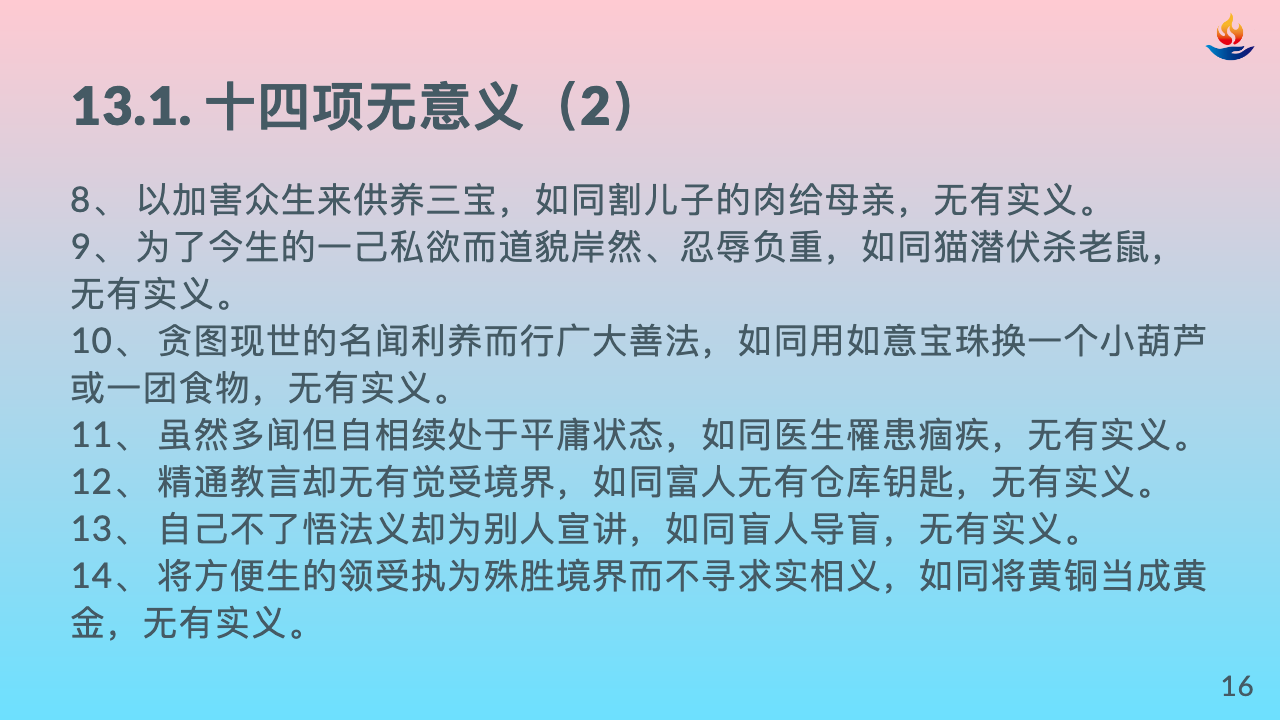 13.1. 十四项无意义（2）
8、 以加害众生来供养三宝，如同割儿子的肉给母亲，无有实义。
9、 为了今生的一己私欲而道貌岸然、忍辱负重，如同猫潜伏杀老鼠，
无有实义。
10、 贪图现世的名闻利养而行广大善法，如同用如意宝珠换一个小葫芦
或一团食物，无有实义。
11、 虽然多闻但自相续处于平庸状态，如同医生罹患痼疾，无有实义。
12、 精通教言却无有觉受境界，如同富人无有仓库钥匙，无有实义。
13、 自己不了悟法义却为别人宣讲，如同盲人导盲，无有实义。
14、 将方便生的领受执为殊胜境界而不寻求实相义，如同将黄铜当成黄
金，无有实义。
16